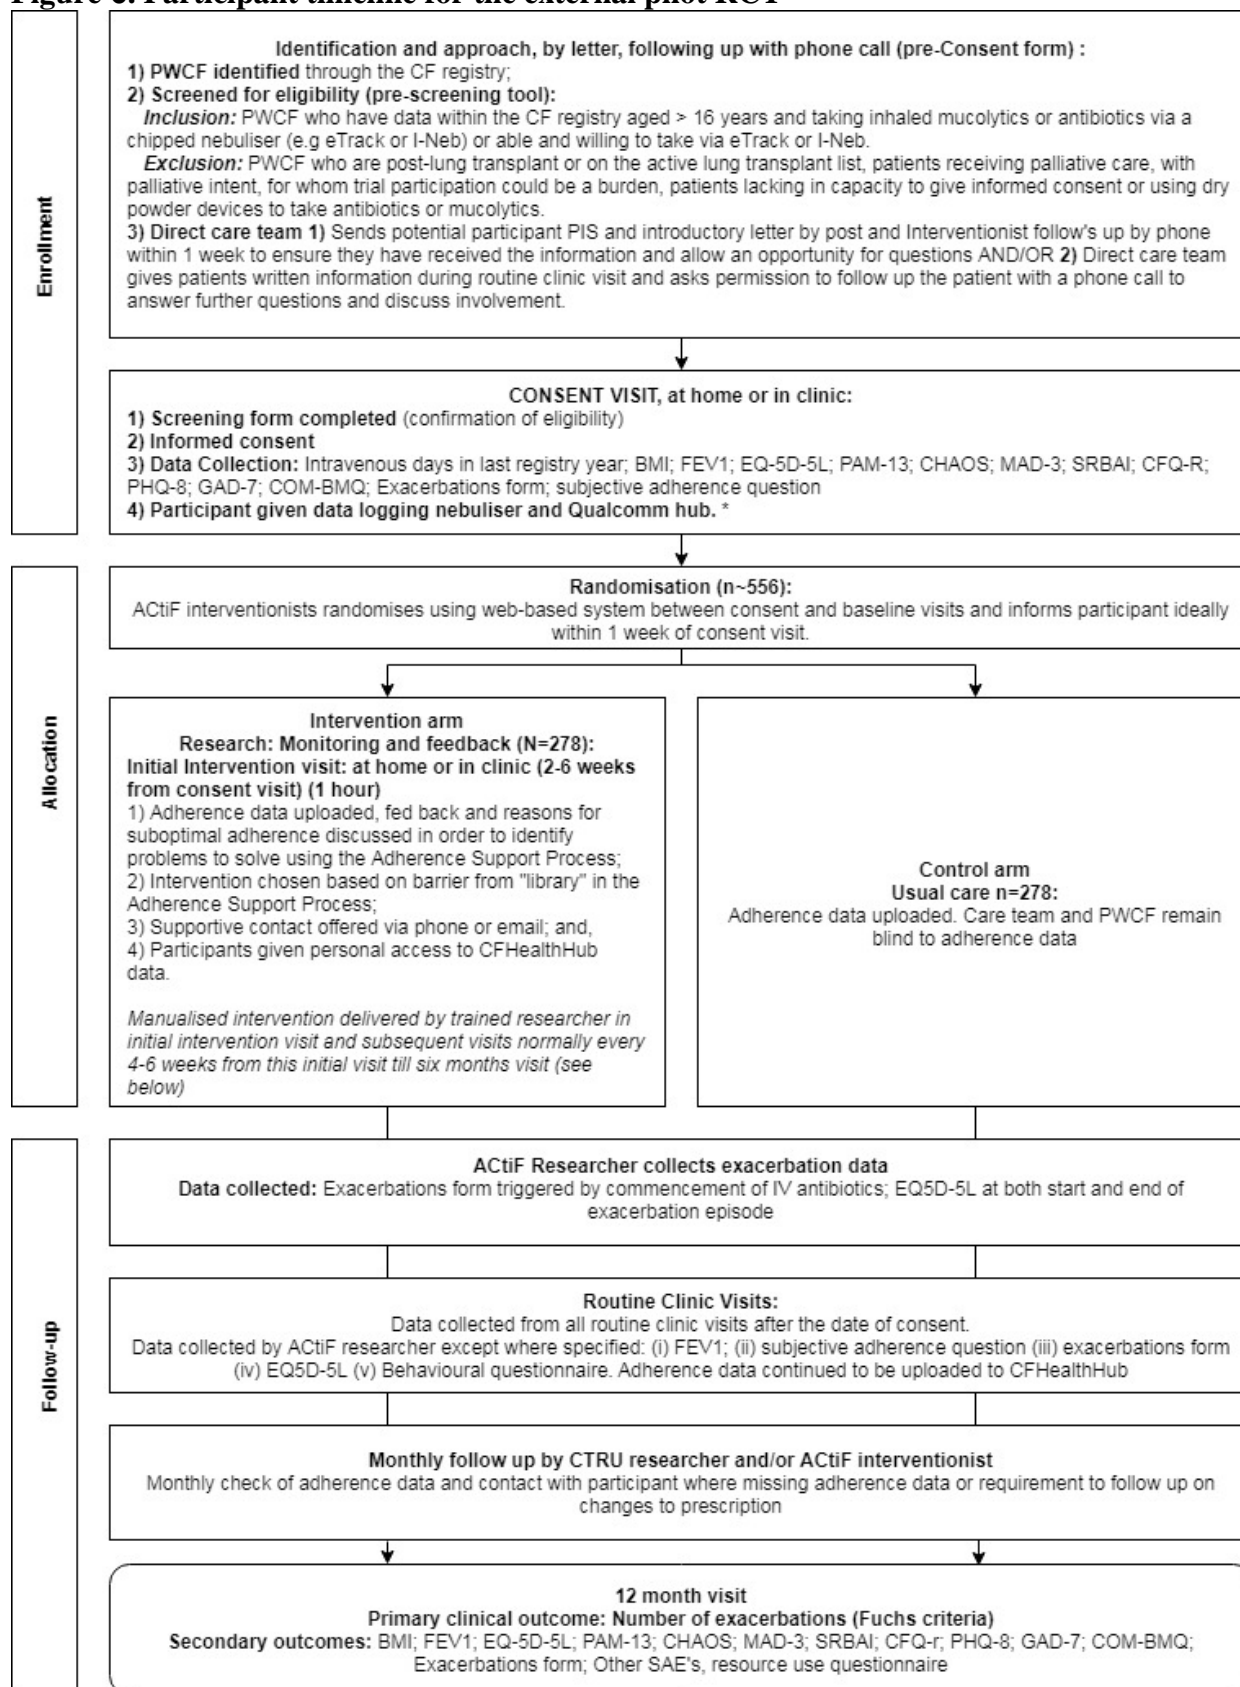 Figure 6. Participant timeline for the external pilot RCT
Enrollment
Identification and approach, by letter, following up with phone call (pre-Consent form) :
1) PWCF identified through the CF registry;
2) Screened for eligibility (pre-screening tool):
Inclusion: PWCF who have data within the CF registry aged > 16 years and taking inhaled mucolytics or antibiotics via a
chipped nebuliser (e.g eTrack or I-Neb) or able and willing to take via eTrack or I-Neb.
Exclusion: PWCF who are post-lung transplant or on the active lung transplant list, patients receiving palliative care, with
palliative intent, for whom trial participation could be a burden, patients lacking in capacity to give informed consent or using dry
powder devices to take antibiotics or mucolytics.
3) Direct care team 1) Sends potential participant PIS and introductory letter by post and Interventionist follow's up by phone
within 1 week to ensure they have received the information and allow an opportunity for questions AND/OR 2) Direct care team
gives patients written information during routine clinic visit and asks permission to follow up the patient with a phone call to
answer further questions and discuss involvement.
CONSENT VISIT, at home or in clinic:
1) Screening form completed (confirmation of eligibility)
2) Informed consent
3) Data Collection: Intravenous days in last registry year; BMI; FEV1; EQ-5D-5L; PAM-13; CHAOS; MAD-3; SRBAI; CFQ-R;
PHQ-8; GAD-7; COM-BMQ; Exacerbations form; subjective adherence question
4) Participant given data logging nebuliser and Qualcomm hub. *
Allocation
Randomisation (n~556):
ACtiF interventionists randomises using web-based system between consent and baseline visits and informs participant ideally
within 1 week of consent visit.
Intervention arm
Research: Monitoring and feedback (N=278):
Initial Intervention visit: at home or in clinic (2-6 weeks
from consent visit) (1 hour)
1) Adherence data uploaded, fed back and reasons for
suboptimal adherence discussed in order to identify
problems to solve using the Adherence Support Process;
2) Intervention chosen based on barrier from "library" in the
Adherence Support Process;
3) Supportive contact offered via phone or email; and,
4) Participants given personal access to CFHealthHub
data.
Manualised intervention delivered by trained researcher in
initial intervention visit and subsequent visits normally every
4-6 weeks from this initial visit till six months visit (see
below)
Control arm
Usual care n=278:
Adherence data uploaded. Care team and PWCF remain
blind to adherence data
Follow-up
ACtiF Researcher collects exacerbation data
Data collected: Exacerbations form triggered by commencement of IV antibiotics; EQ5D-5L at both start and end of
exacerbation episode
Routine Clinic Visits:
Data collected from all routine clinic visits after the date of consent.
Data collected by ACtiF researcher except where specified: (i) FEV1; (ii) subjective adherence question (iii) exacerbations form
(iv) EQ5D-5L (v) Behavioural questionnaire. Adherence data continued to be uploaded to CFHealthHub
Monthly follow up by CTRU researcher and/or ACtiF interventionist
Monthly check of adherence data and contact with participant where missing adherence data or requirement to follow up on
changes to prescription
12 month visit
Primary clinical outcome: Number of exacerbations (Fuchs criteria)
Secondary outcomes: BMI; FEV1; EQ-5D-5L; PAM-13; CHAOS; MAD-3; SRBAI; CFQ-r; PHQ-8; GAD-7; COM-BMQ;
Exacerbations form; Other SAE's, resource use questionnaire